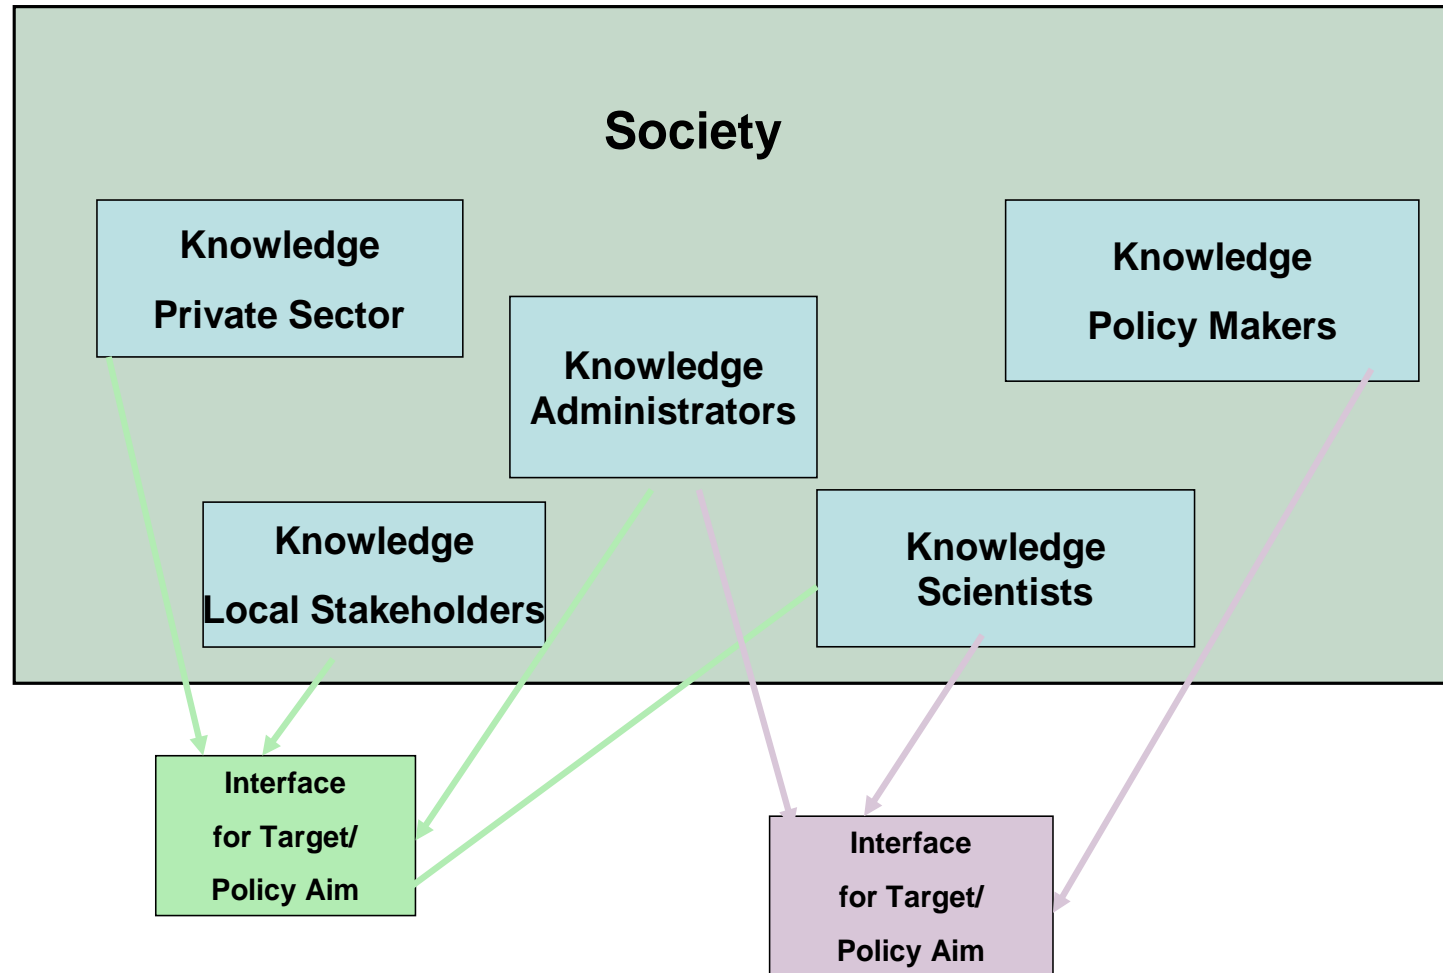 Society
Knowledge
Private Sector
Knowledge
Policy Makers
Knowledge
Administrators
Knowledge
Local Stakeholders
Knowledge
Scientists
Interface
for Target/
Policy Aim
Interface
for Target/
Policy Aim